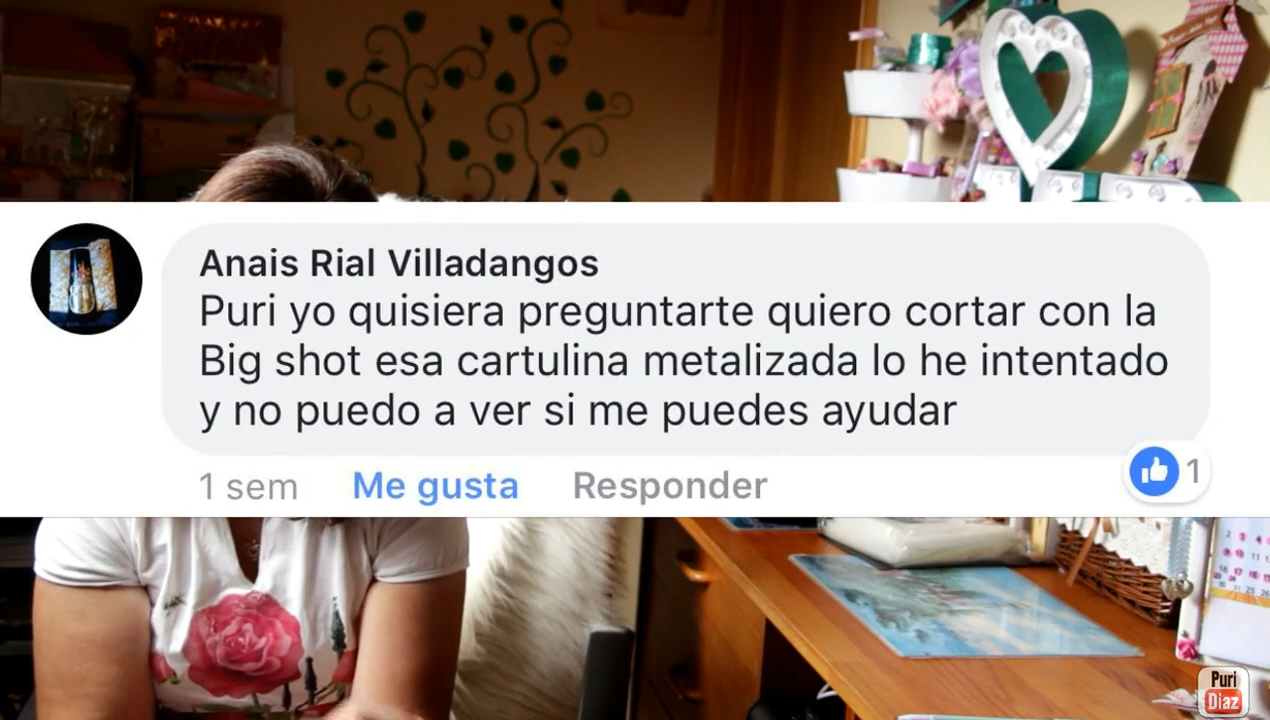 Anais Rial Villadangos
Puri yo quisiera preguntarte quiero cortar con la
Big shot esa cartulina metalizada lo he intentado
y no puedo a ver si me puedes ayudar
1 sem Me gusta Responder
1
Puri
Diaz